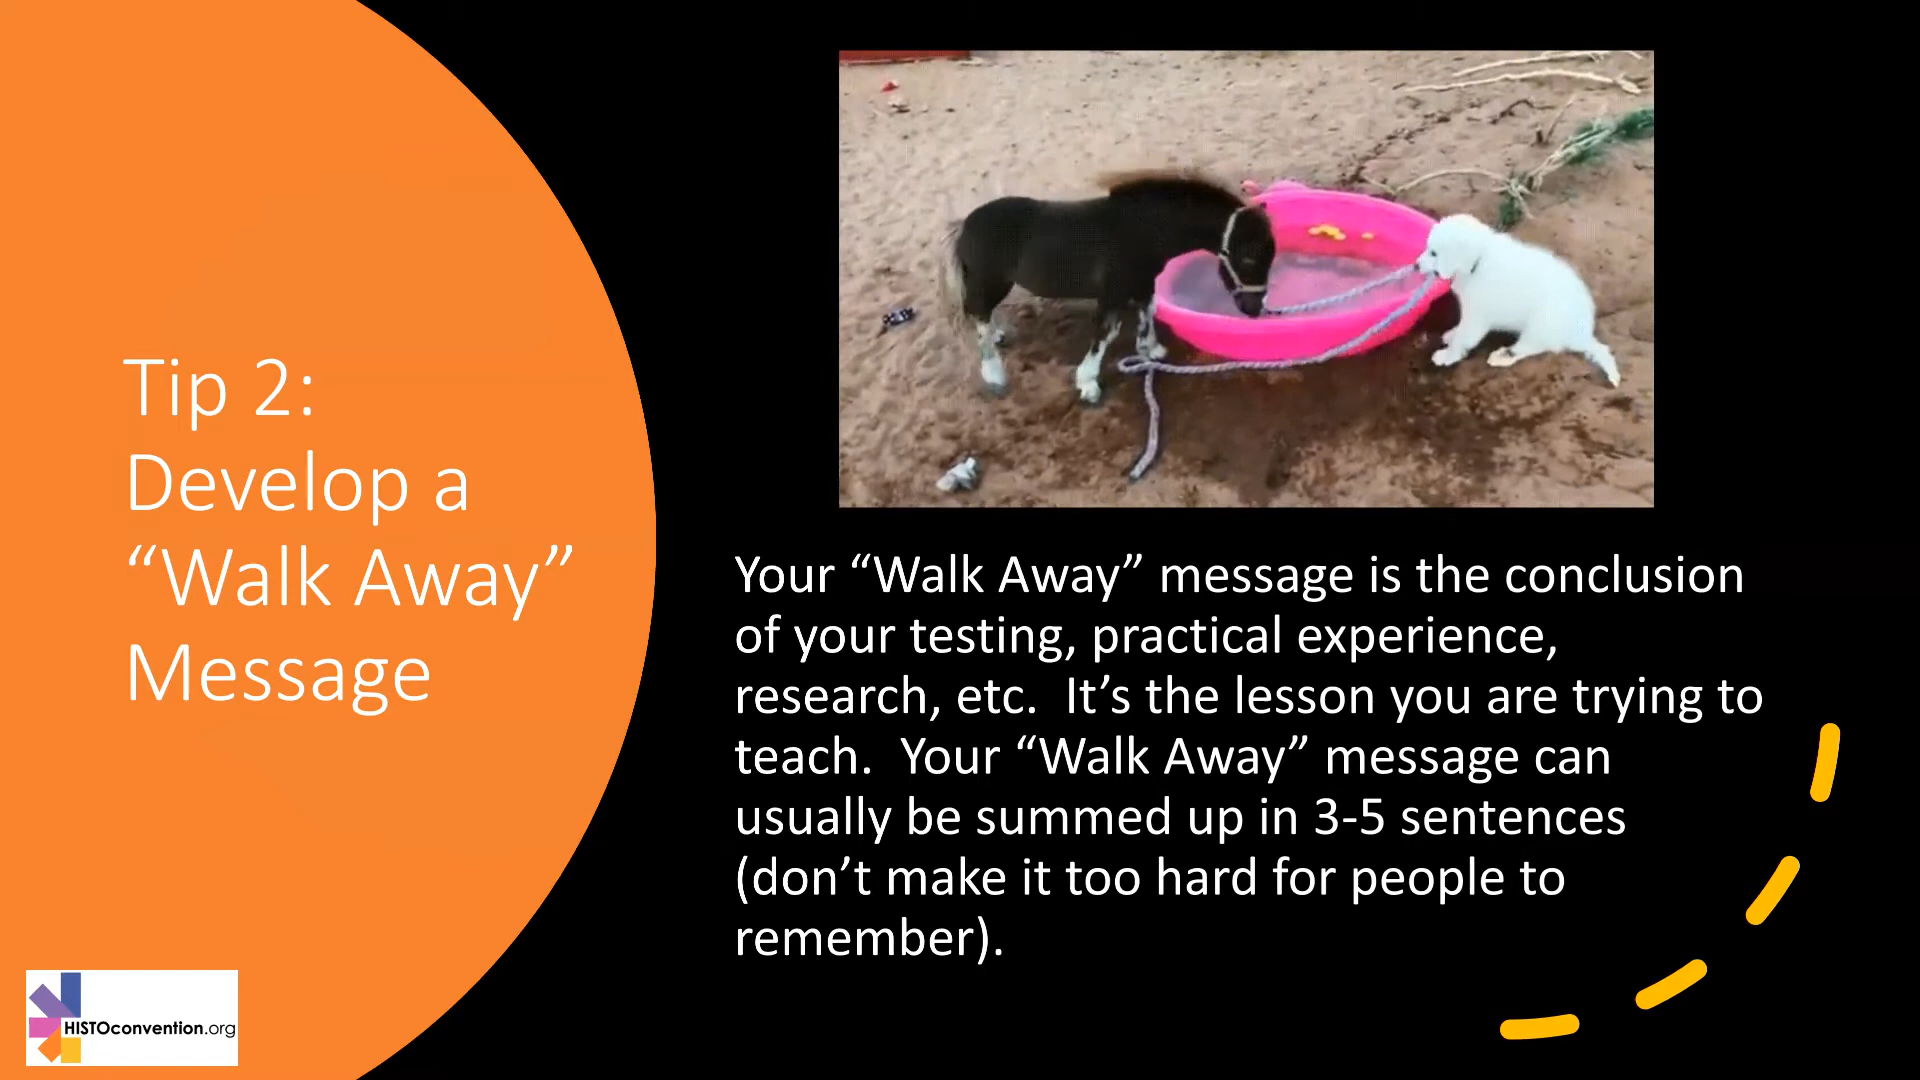 Tip 2:
Develop a
“Walk Away”
Message
Your “Walk Away” message is the conclusion
of your testing, practical experience,
research, etc.  It’s the lesson you are trying to
teach.  Your “Walk Away” message can
usually be summed up in 3-5 sentences
(don’t make it too hard for people to
remember).
HISTOconvention.org